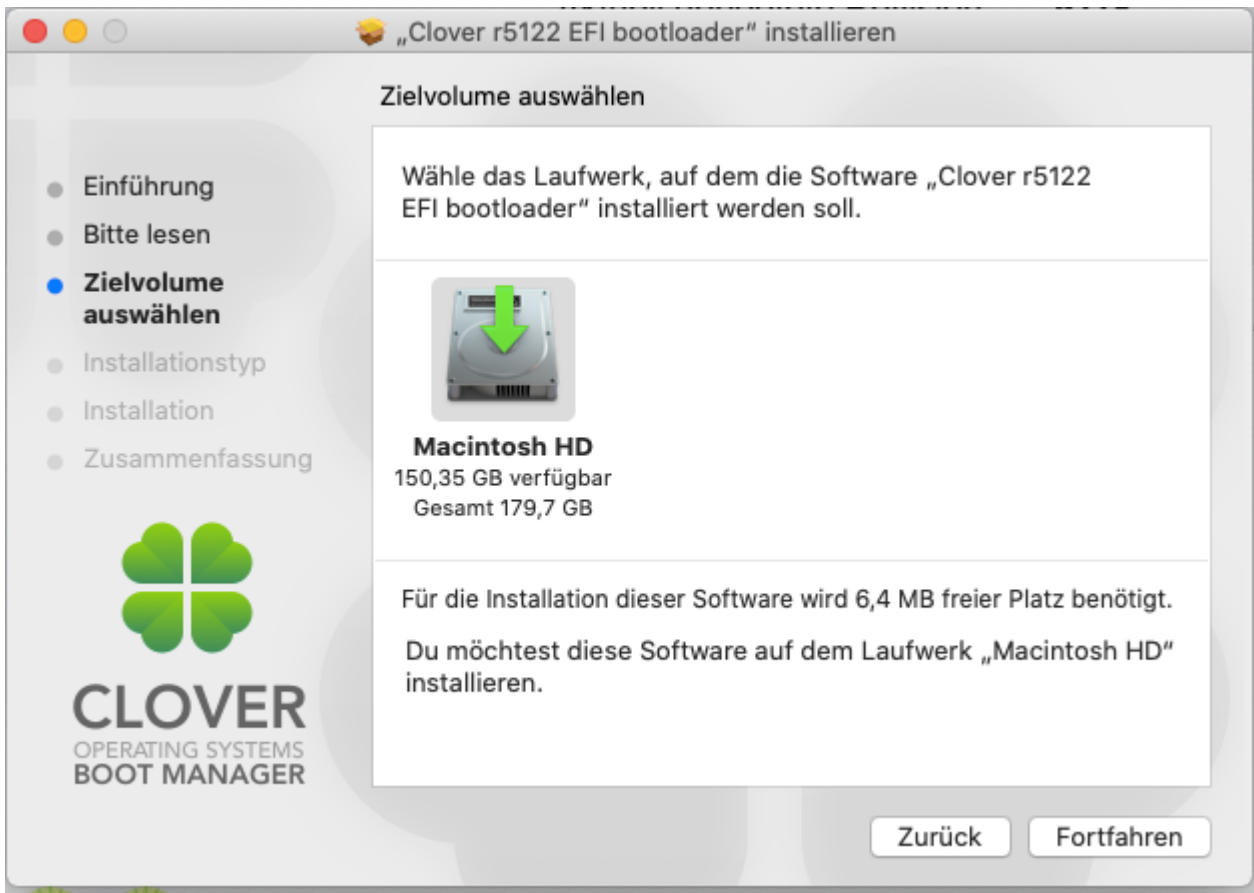 „Clover r5122 EFI bootloader“ installieren
Zielvolume auswählen
Einführung
Bitte lesen
Zielvolume
auswählen
Installationstyp
Installation
Zusammenfassung
CLOVER
OPERATING SYSTEMS
BOOT MANAGER
Wähle das Laufwerk, auf dem die Software „Clover r5122
EFI bootloader“ installiert werden soll.
Macintosh HD
150,35 GB verfügbar
Gesamt 179,7 GB
Für die Installation dieser Software wird 6,4 MB freier Platz benötigt.
Du möchtest diese Software auf dem Laufwerk „Macintosh HD“
installieren.
Zurück
Fortfahren